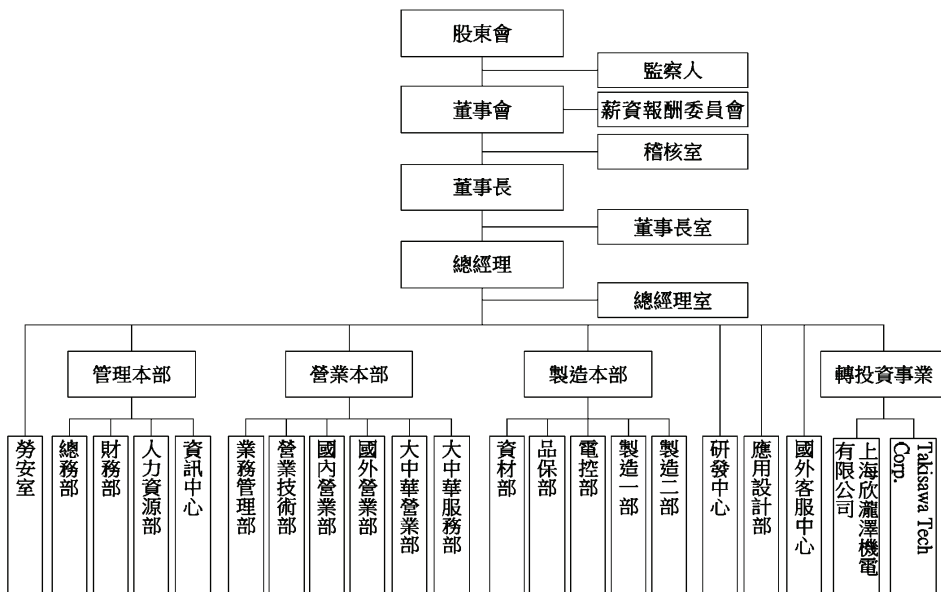 股東會
監察人
董事會
薪資報酬委員會
稽核室
董事長
董事長室
總經理
總經理室
管理本部
營業本部
製造本部
轉投資事業
勞安室
總務部
財務部
人力資源部
資訊中心
業務管理部
營業技術部
國內營業部
國外營業部
大中華營業部
大中華服務部
資材部
品保部
電控部
製造一部
製造二部
研發中心
應用設計部
國外客服中心
上海欣瀧澤機電
有限公司
Takisawa Tech
Corp.